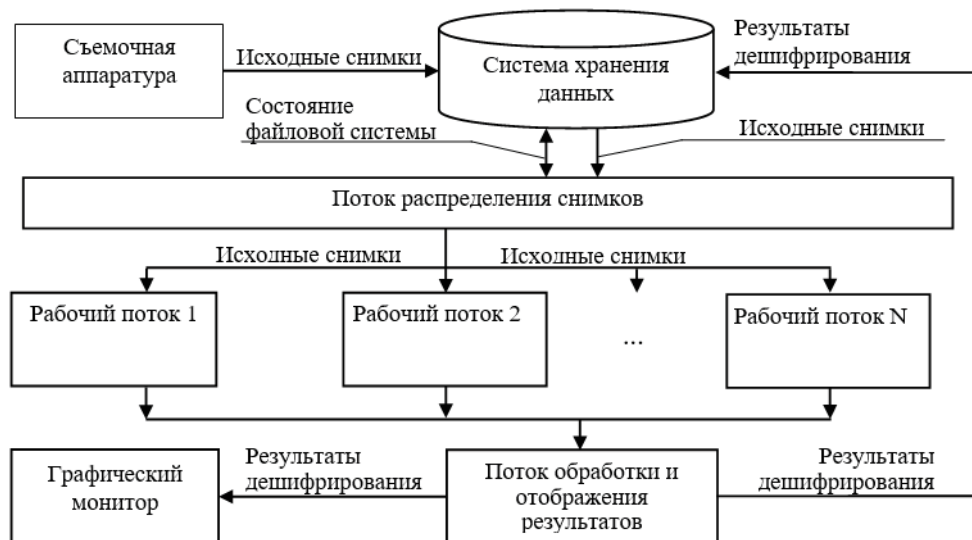 Съемочная
аппаратура
Исходные снимки
Система хранения
данных
Результаты
дешифрирования
Состояние
файловой системы
Исходные снимки
Поток распределения снимков
Исходные снимки
Исходные снимки
Рабочий поток 1
Рабочий поток 2
...
Рабочий поток N
Графический
монитор
Результаты
дешифрирования
Поток обработки и
отображения
результатов
Результаты
дешифрирования